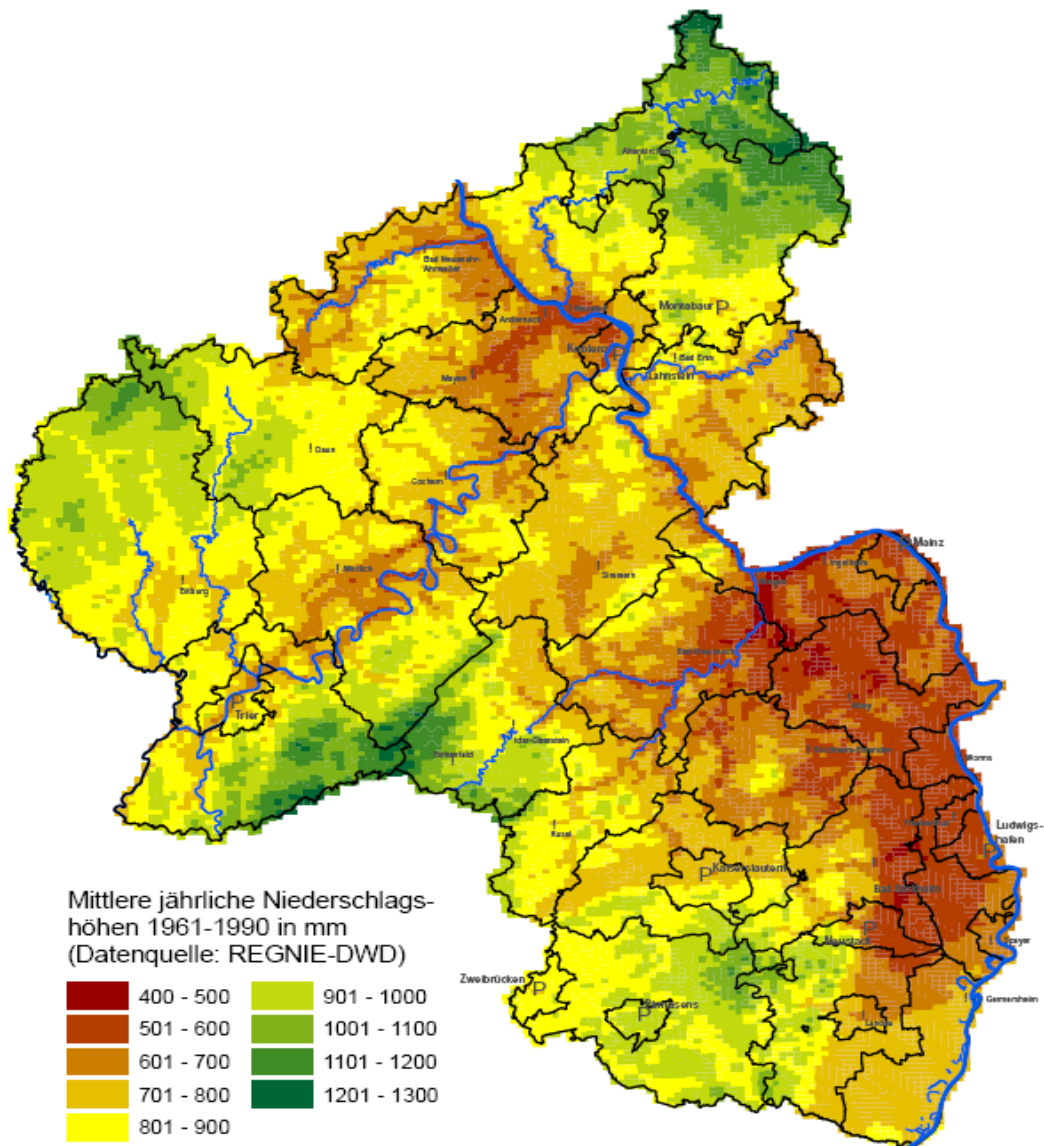 Altenkirchen
Bad Neuenahr-
Ahrweiler
Montabaur
Andernach
Koblenz
Bad Ems
Lahnstein
Mayen
Daun
Cochem
Mainz
Ingelheim
Wittlich
Simmern
Bitburg
Bad Kreuznach
Trier
Alzey
Idar-Oberstein
Birkenfeld
Kirchheimbolanden
Worms
Kusel
Ludwigs-
hafen
Kaiserslautern
Bad Dürkheim
Neustadt
Speyer
Zweibrücken
Pirmasens
Germersheim
Landau
Mittlere jährliche Niederschlags-
höhen 1961-1990 in mm
(Datenquelle: REGNIE-DWD)
400 - 500
501 - 600
601 - 700
701 - 800
801 - 900
901 - 1000
1001 - 1100
1101 - 1200
1201 - 1300